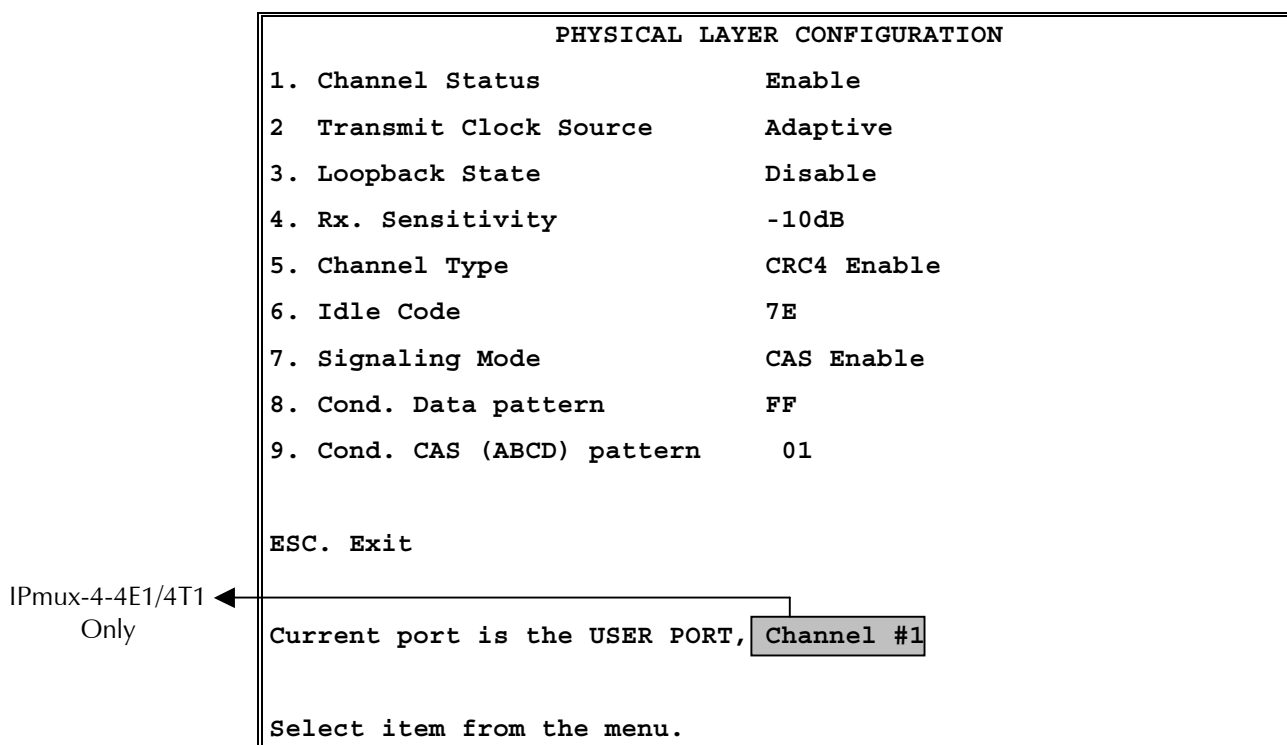 PHYSICAL LAYER CONFIGURATION
1. Channel Status Enable
2 Transmit Clock Source Adaptive
3. Loopback State Disable
4. Rx. Sensitivity -10dB
5. Channel Type CRC4 Enable
6. Idle Code 7E
7. Signaling Mode CAS Enable
8. Cond. Data pattern FF
9. Cond. CAS (ABCD) pattern 01
ESC. Exit
IPmux-4-4E1/4T1
Only
Current port is the USER PORT, Channel #1
Select item from the menu.